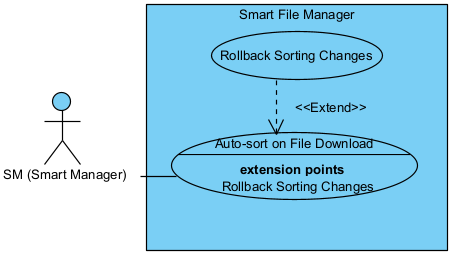 Smart File Manager
Rollback Sorting Changes
<<Extend>>
Auto-sort on File Download
extension points
Rollback Sorting Changes
SM (Smart Manager)